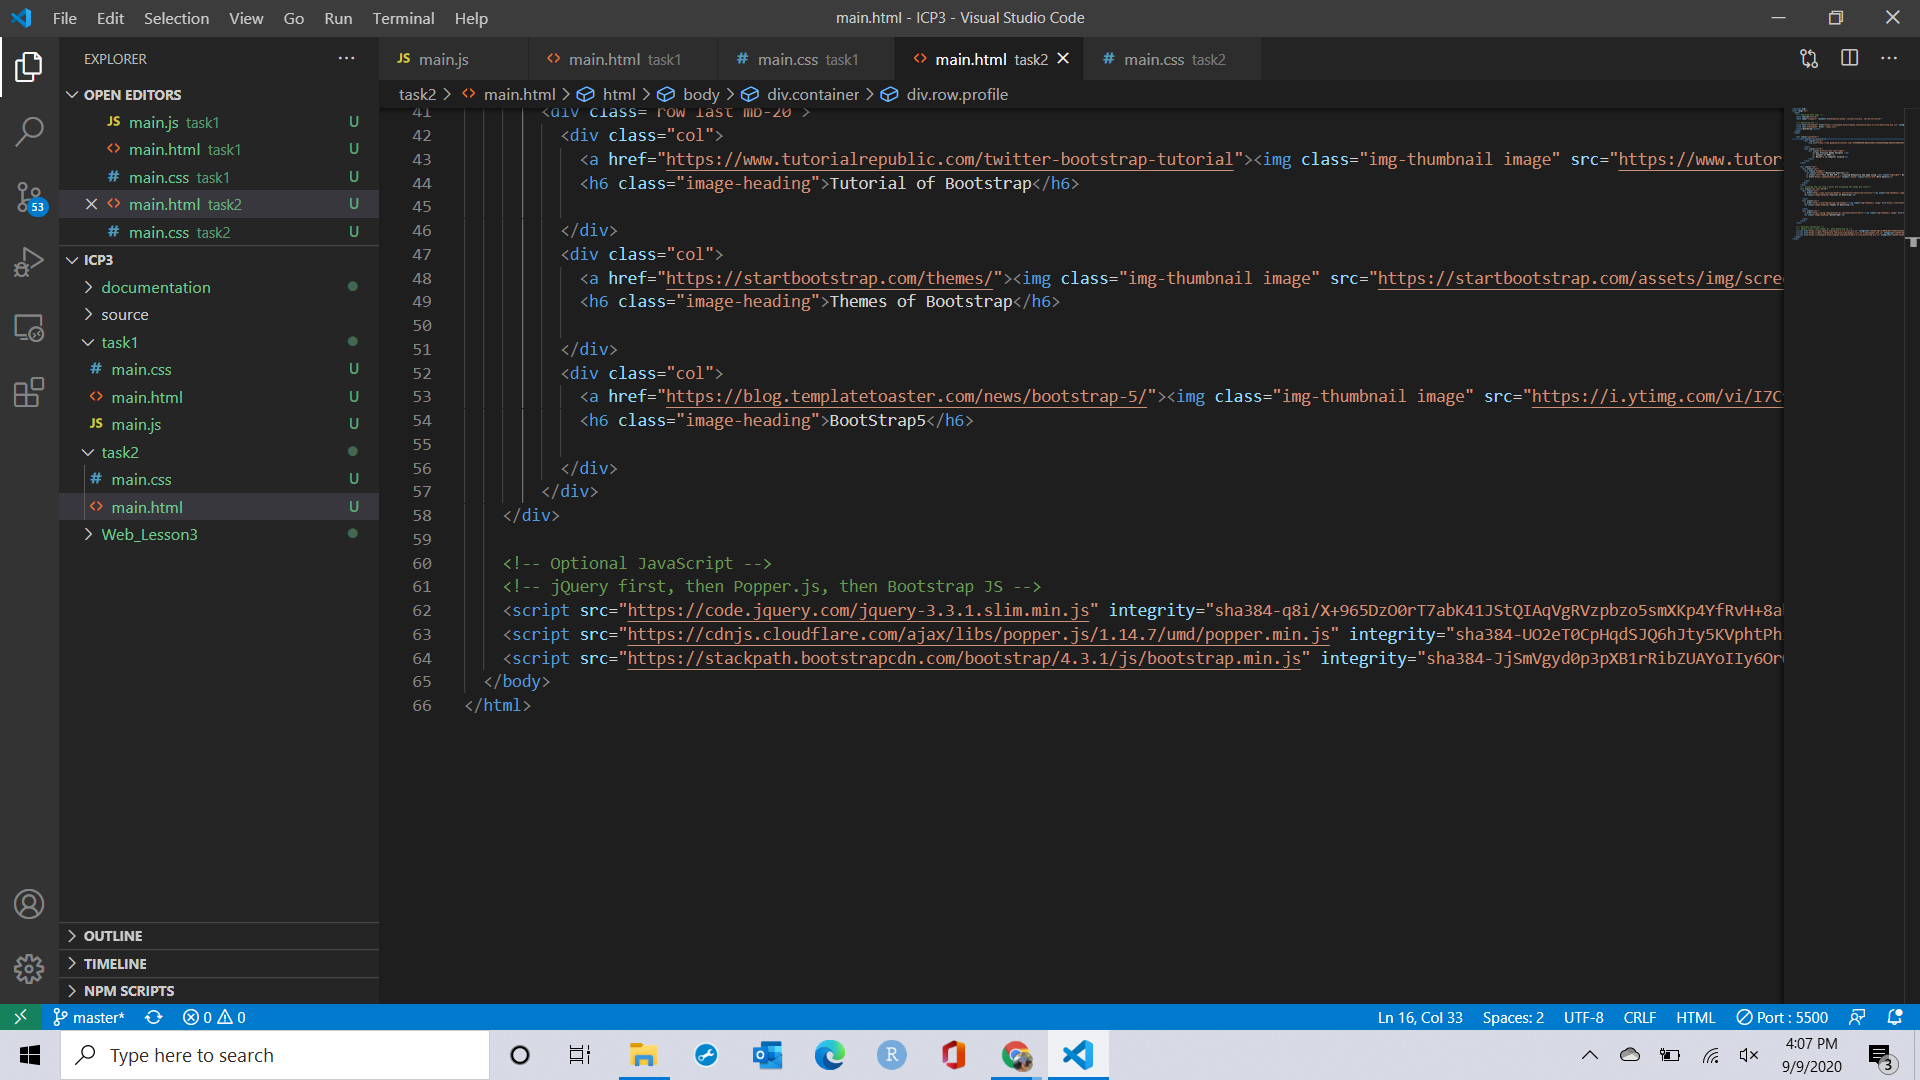 File Edit Selection View Go Run Terminal Help
main.html - ICP3 - Visual Studio Code
EXPLORER
OPEN EDITORS
JS main.js task1 U
<> main.html task1 U
# main.css task1 U
<> main.html task2 U
# main.css task2 U
ICP3
documentation
source
task1
# main.css U
<> main.html U
JS main.js U
task2
# main.css U
<> main.html U
Web_Lesson3
OUTLINE
TIMELINE
NPM SCRIPTS
53
JS main.js <> main.html task1 # main.css task1 <> main.html task2 # main.css task2
task2 > <> main.html > html > body > div.container > div.row.profile
41 <div class="row last mb-20">
42 <div class="col">
43 <a href="https://www.tutorialrepublic.com/twitter-bootstrap-tutorial"><img class="img-thumbnail image" src="https://www.tutor
44 <h6 class="image-heading">Tutorial of Bootstrap</h6>
45
46 </div>
47 <div class="col">
48 <a href="https://startbootstrap.com/themes/"><img class="img-thumbnail image" src="https://startbootstrap.com/assets/img/scre
49 <h6 class="image-heading">Themes of Bootstrap</h6>
50
51 </div>
52 <div class="col">
53 <a href="https://blog.templatetoaster.com/news/bootstrap-5/"><img class="img-thumbnail image" src="https://i.ytimg.com/vi/I7C
54 <h6 class="image-heading">BootStrap5</h6>
55
56 </div>
57 </div>
58 </div>
59
60 <!-- Optional JavaScript -->
61 <!-- jQuery first, then Popper.js, then Bootstrap JS -->
62 <script src="https://code.jquery.com/jquery-3.3.1.slim.min.js" integrity="sha384-q8i/X+965DzO0rT7abK41JStQIAqVgRVzpbzo5smXKp4YfRvH+8a
63 <script src="https://cdnjs.cloudflare.com/ajax/libs/popper.js/1.14.7/umd/popper.min.js" integrity="sha384-UO2eT0CpHqdSJQ6hJty5KVphtPh
64 <script src="https://stackpath.bootstrapcdn.com/bootstrap/4.3.1/js/bootstrap.min.js" integrity="sha384-JjSmVgyd0p3pXB1rRibZUAYoIIy6Or
65 </body>
66 </html>
master* 0 0
Ln 16, Col 33 Spaces: 2 UTF-8 CRLF HTML Port : 5500
Type here to search
R
4:07 PM
9/9/2020
3